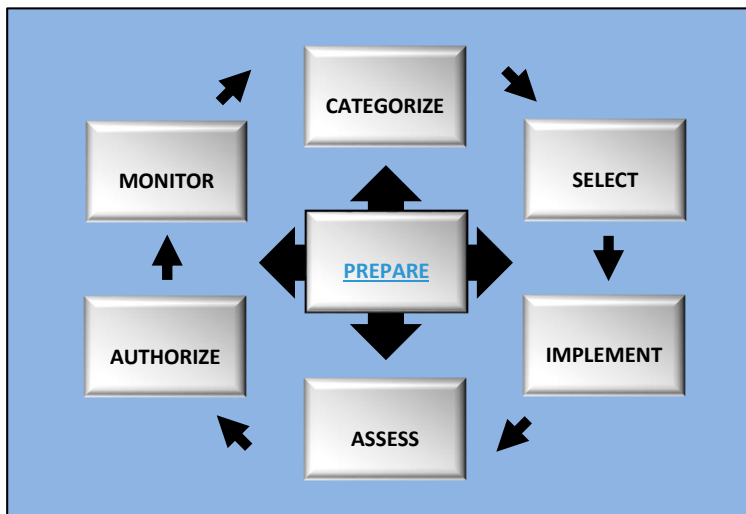 CATEGORIZE
MONITOR
SELECT
PREPARE
AUTHORIZE
IMPLEMENT
ASSESS